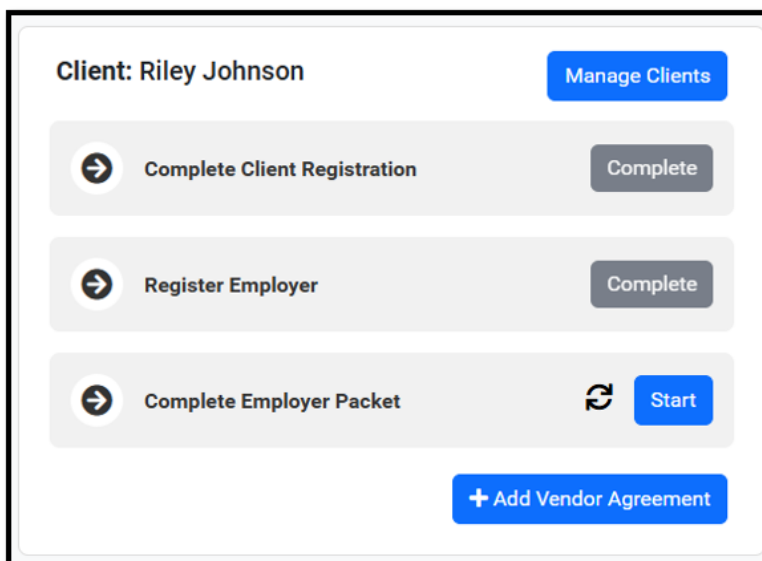 Client: Riley Johnson
Manage Clients
Complete Client Registration
Complete
Register Employer
Complete
Complete Employer Packet
Start
+ Add Vendor Agreement